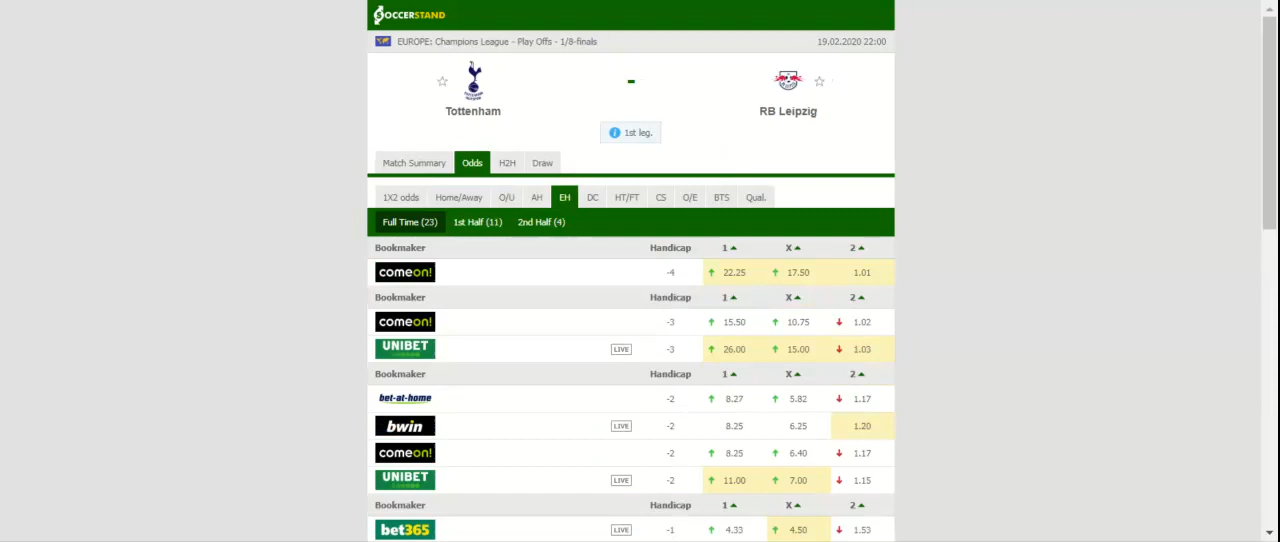 SOCCERSTAND
EUROPE: Champions League - Play Offs - 1/8-finals 19.02.2020 22:00
-
Tottenham RB Leipzig
i 1st leg.
Match Summary Odds H2H Draw
1X2 odds Home/Away O/U AH EH DC HT/FT CS O/E BTS Qual.
Full Time (23) 1st Half (11) 2nd Half (4)
Bookmaker Handicap 1 X 2
comeon! -4 22.25 17.50 1.01
Bookmaker Handicap 1 X 2
comeon! -3 15.50 10.75 1.02
UNIBET LIVE -3 26.00 15.00 1.03
Bookmaker Handicap 1 X 2
bet-at-home -2 8.27 5.82 1.17
bwin LIVE -2 8.25 6.25 1.20
comeon! -2 8.25 6.40 1.17
UNIBET LIVE -2 11.00 7.00 1.15
Bookmaker Handicap 1 X 2
bet365 LIVE -1 4.33 4.50 1.53